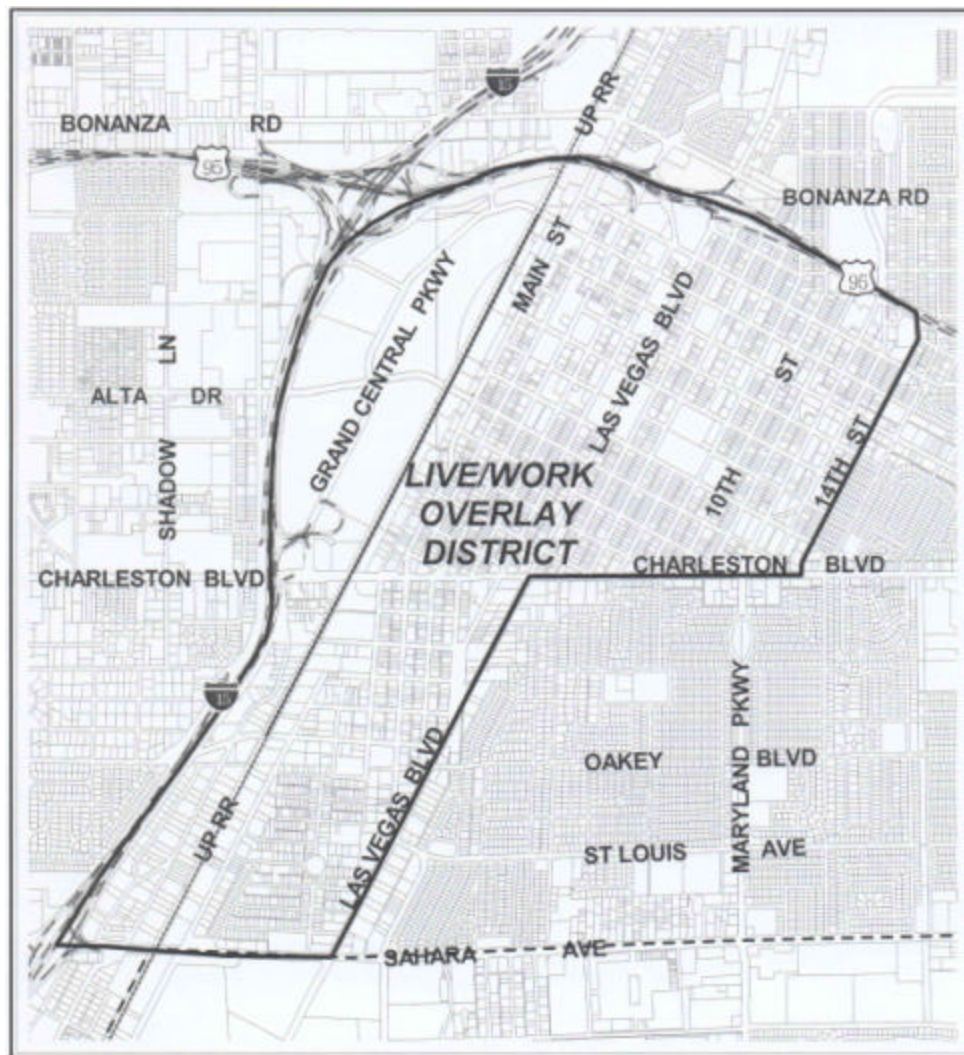 15
UP RR
BONANZA RD
95
BONANZA RD
MAIN ST
95
GRAND CENTRAL PKWY
LAS VEGAS BLVD
SHADOW LN
ALTA DR
10TH ST
14TH ST
LIVE/WORK
OVERLAY
DISTRICT
CHARLESTON BLVD
CHARLESTON BLVD
15
MARYLAND PKWY
OAKEY BLVD
UP RR
LAS VEGAS BLVD
ST LOUIS AVE
SAHARA AVE